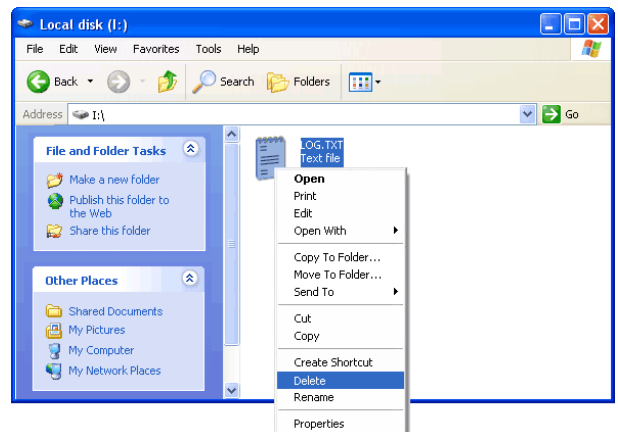 Local disk (I:)
File Edit View Favorites Tools Help
Back Search Folders
Address I:\ Go
File and Folder Tasks
Make a new folder
Publish this folder to
the Web
Share this folder
Other Places
Shared Documents
My Pictures
My Computer
My Network Places
LOG.TXT
Text file
Open
Print
Edit
Open With
Copy To Folder...
Move To Folder...
Send To
Cut
Copy
Create Shortcut
Delete
Rename
Properties